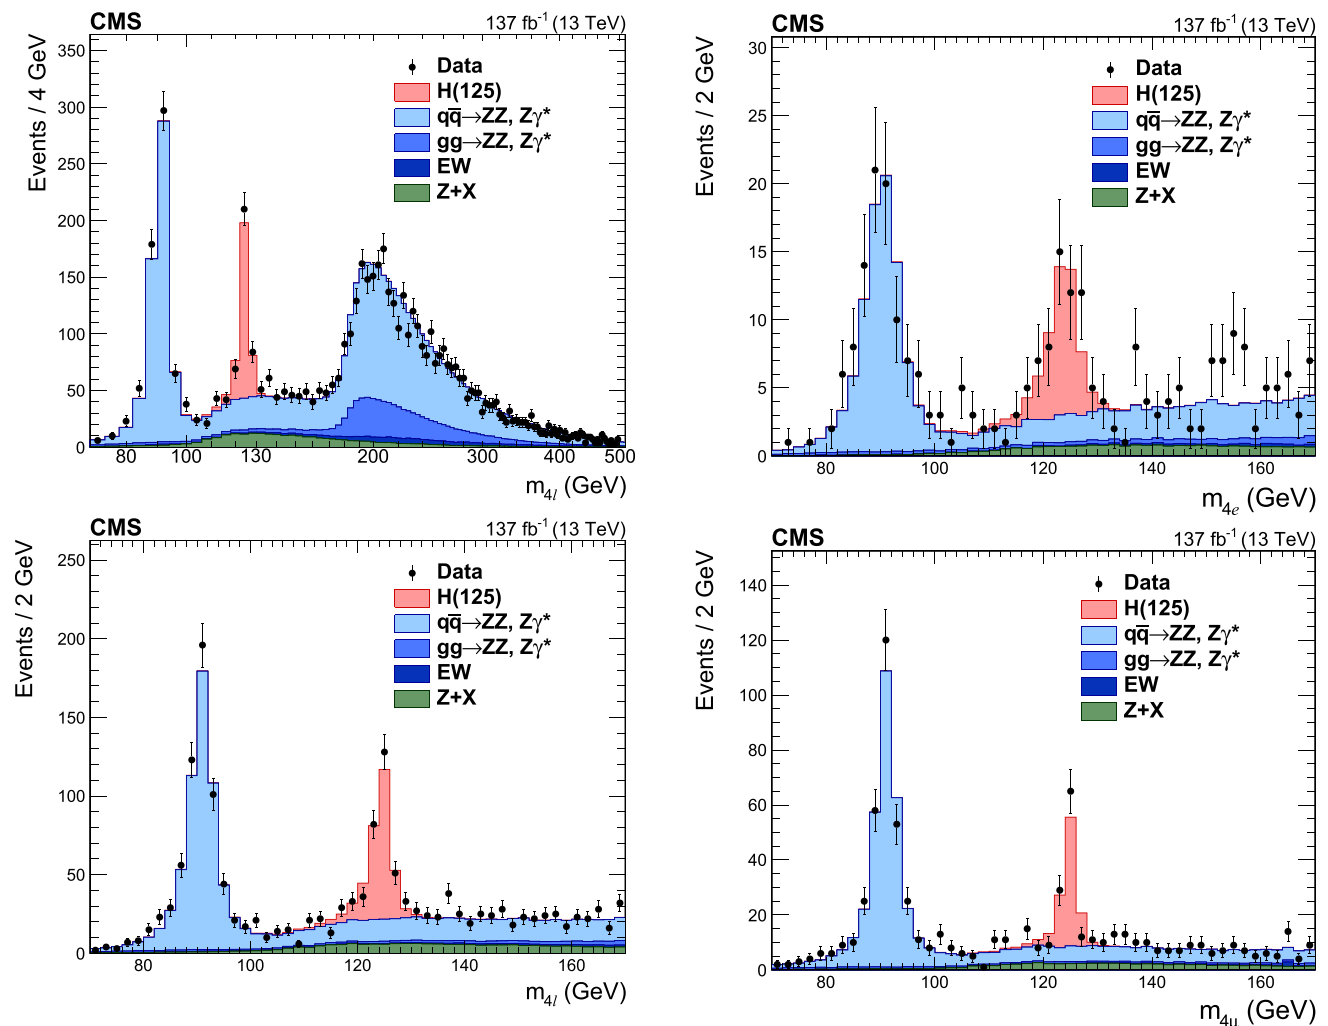 CMS
137 fb⁻¹ (13 TeV)
Events / 4 GeV
350
300
250
200
150
100
50
0
Data
H(125)
qq̅→ZZ, Zγ*
gg→ZZ, Zγ*
EW
Z+X
80 100 130 200 300 400 500
m4l (GeV)
CMS
137 fb⁻¹ (13 TeV)
Events / 2 GeV
30
25
20
15
10
5
0
Data
H(125)
qq̅→ZZ, Zγ*
gg→ZZ, Zγ*
EW
Z+X
80 100 120 140 160
m4e (GeV)
CMS
137 fb⁻¹ (13 TeV)
Events / 2 GeV
250
200
150
100
50
0
Data
H(125)
qq̅→ZZ, Zγ*
gg→ZZ, Zγ*
EW
Z+X
80 100 120 140 160
m4l (GeV)
CMS
137 fb⁻¹ (13 TeV)
Events / 2 GeV
140
120
100
80
60
40
20
0
Data
H(125)
qq̅→ZZ, Zγ*
gg→ZZ, Zγ*
EW
Z+X
80 100 120 140 160
m4μ (GeV)